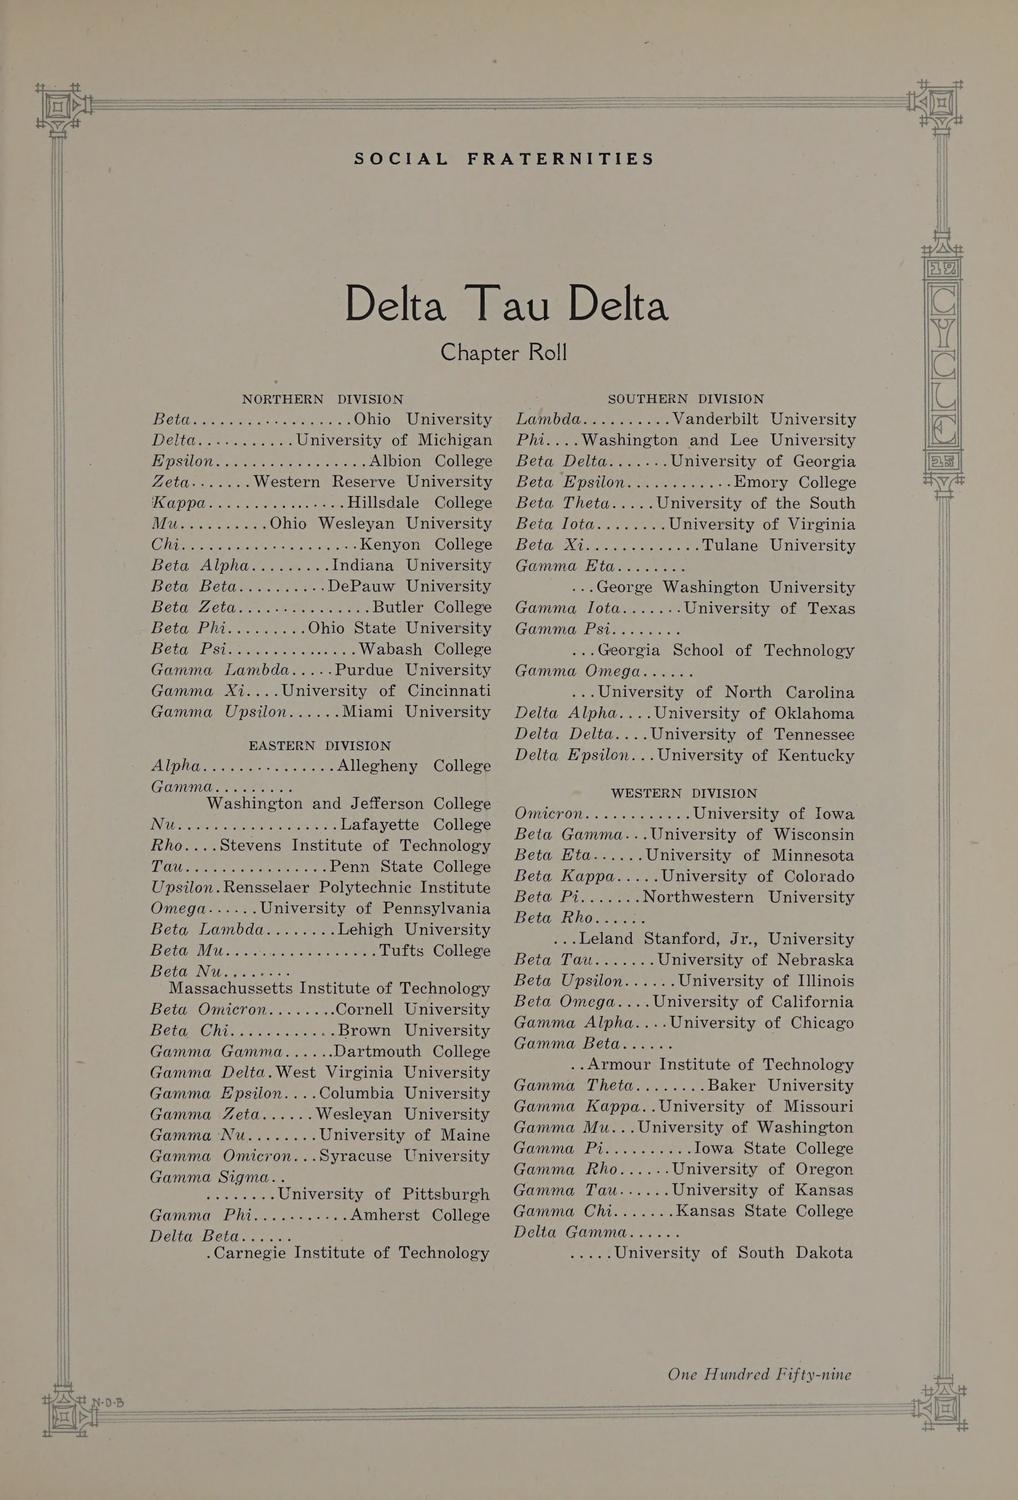 SOCIAL FRATERNITIES
Delta Tau Delta
Chapter Roll
NORTHERN DIVISION
Beta..................Ohio University
Delta...........University of Michigan
Epsilon.................Albion College
Zeta.......Western Reserve University
Kappa...............Hillsdale College
Mu..........Ohio Wesleyan University
Chi....................Kenyon College
Beta Alpha.........Indiana University
Beta Beta..........DePauw University
Beta Zeta...............Butler College
Beta Phi.........Ohio State University
Beta Psi..............Wabash College
Gamma Lambda.....Purdue University
Gamma Xi....University of Cincinnati
Gamma Upsilon......Miami University
EASTERN DIVISION
Alpha...............Allegheny College
Gamma.........
Washington and Jefferson College
Nu..................Lafayette College
Rho....Stevens Institute of Technology
Tau................Penn State College
Upsilon.Rensselaer Polytechnic Institute
Omega......University of Pennsylvania
Beta Lambda........Lehigh University
Beta Mu.................Tufts College
Beta Nu........
Massachussetts Institute of Technology
Beta Omicron........Cornell University
Beta Chi............Brown University
Gamma Gamma......Dartmouth College
Gamma Delta.West Virginia University
Gamma Epsilon....Columbia University
Gamma Zeta......Wesleyan University
Gamma Nu........University of Maine
Gamma Omicron...Syracuse University
Gamma Sigma..
........University of Pittsburgh
Gamma Phi...........Amherst College
Delta Beta......
.Carnegie Institute of Technology
SOUTHERN DIVISION
Lambda..........Vanderbilt University
Phi....Washington and Lee University
Beta Delta.......University of Georgia
Beta Epsilon............Emory College
Beta Theta.....University of the South
Beta Iota........University of Virginia
Beta Xi.............Tulane University
Gamma Eta........
...George Washington University
Gamma Iota.......University of Texas
Gamma Psi........
...Georgia School of Technology
Gamma Omega......
...University of North Carolina
Delta Alpha....University of Oklahoma
Delta Delta....University of Tennessee
Delta Epsilon...University of Kentucky
WESTERN DIVISION
Omicron............University of Iowa
Beta Gamma...University of Wisconsin
Beta Eta......University of Minnesota
Beta Kappa.....University of Colorado
Beta Pi.......Northwestern University
Beta Rho......
...Leland Stanford, Jr., University
Beta Tau.......University of Nebraska
Beta Upsilon......University of Illinois
Beta Omega....University of California
Gamma Alpha....University of Chicago
Gamma Beta......
..Armour Institute of Technology
Gamma Theta........Baker University
Gamma Kappa..University of Missouri
Gamma Mu...University of Washington
Gamma Pi..........Iowa State College
Gamma Rho......University of Oregon
Gamma Tau......University of Kansas
Gamma Chi.......Kansas State College
Delta Gamma......
.....University of South Dakota
19
CYCLE
25
One Hundred Fifty-nine
N·D·B